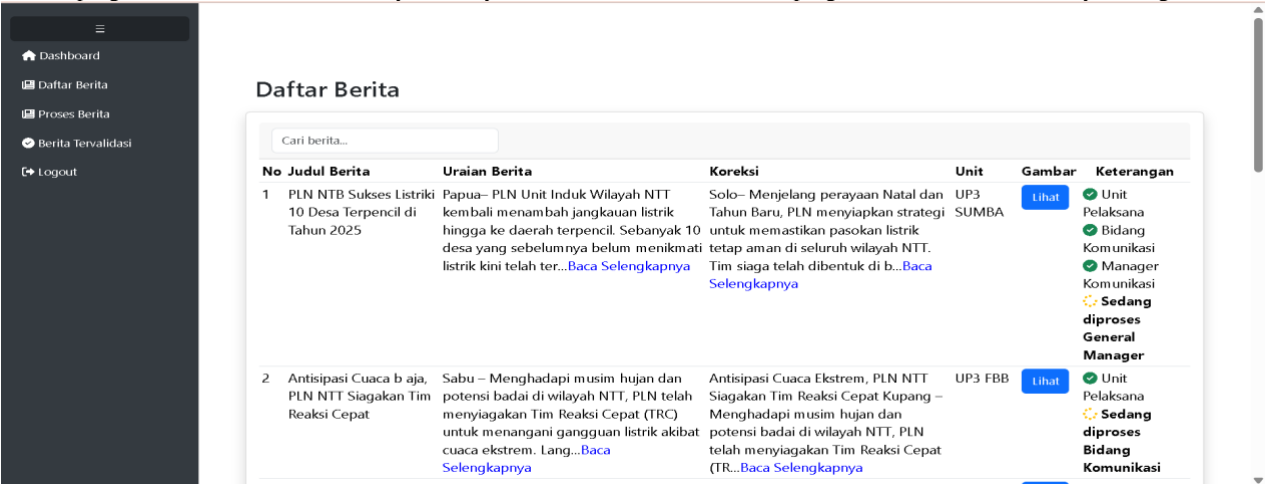 Dashboard
Daftar Berita
Proses Berita
Berita Tervalidasi
Logout
Daftar Berita
Cari berita...
No Judul Berita Uraian Berita Koreksi Unit Gambar Keterangan
1 PLN NTB Sukses Listriki Papua– PLN Unit Induk Wilayah NTT Solo– Menjelang perayaan Natal dan UP3 Lihat Unit
10 Desa Terpencil di kembali menambah jangkauan listrik Tahun Baru, PLN menyiapkan strategi SUMBA Pelaksana
Tahun 2025 hingga ke daerah terpencil. Sebanyak 10 untuk memastikan pasokan listrik Bidang
desa yang sebelumnya belum menikmati tetap aman di seluruh wilayah NTT. Komunikasi
listrik kini telah ter...Baca Selengkapnya Tim siaga telah dibentuk di b...Baca Manager
Selengkapnya Komunikasi
Sedang
diproses
General
Manager
2 Antisipasi Cuaca b aja, Sabu – Menghadapi musim hujan dan Antisipasi Cuaca Ekstrem, PLN NTT UP3 FBB Lihat Unit
PLN NTT Siagakan Tim potensi badai di wilayah NTT, PLN telah Siagakan Tim Reaksi Cepat Kupang – Pelaksana
Reaksi Cepat menyiagakan Tim Reaksi Cepat (TRC) Menghadapi musim hujan dan Sedang
untuk menangani gangguan listrik akibat potensi badai di wilayah NTT, PLN diproses
cuaca ekstrem. Lang...Baca telah menyiagakan Tim Reaksi Cepat Bidang
Selengkapnya (TR...Baca Selengkapnya Komunikasi